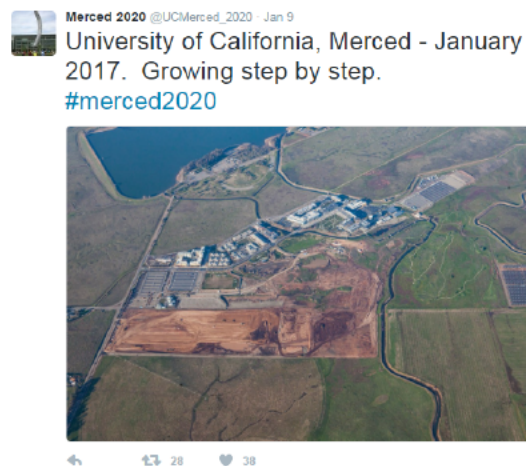 Merced 2020 @UCMerced_2020 · Jan 9
University of California, Merced - January
2017. Growing step by step.
#merced2020
28 38